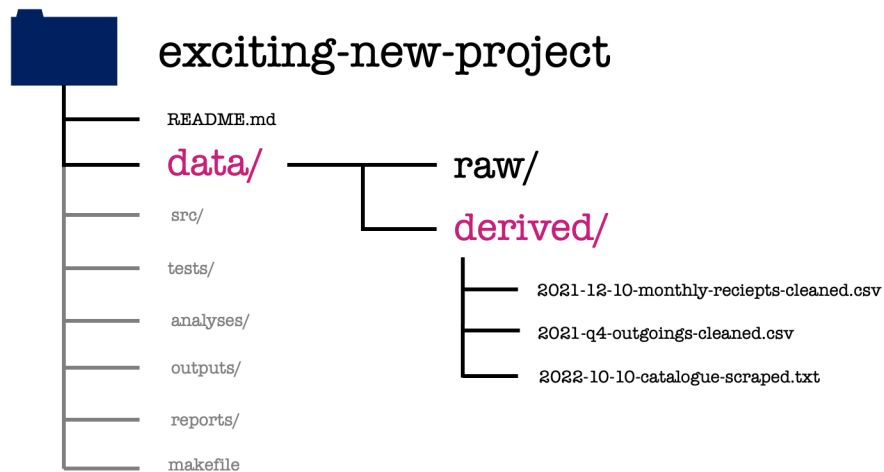 exciting-new-project
README.md
data/
raw/
derived/
src/
tests/
2021-12-10-monthly-reciepts-cleaned.csv
analyses/
2021-q4-outgoings-cleaned.csv
outputs/
2022-10-10-catalogue-scraped.txt
reports/
makefile